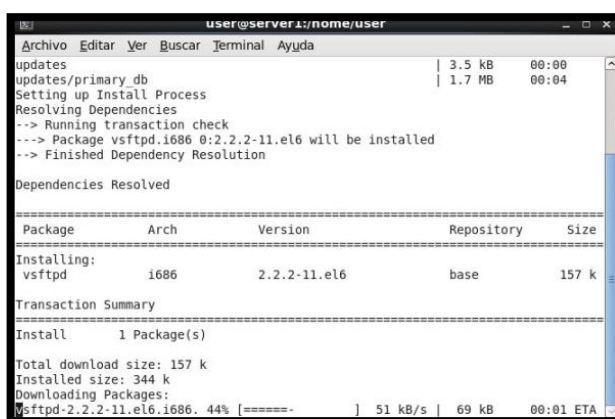 user@server1:/home/user
Archivo Editar Ver Buscar Terminal Ayuda
updates | 3.5 kB 00:00
updates/primary_db | 1.7 MB 00:04
Setting up Install Process
Resolving Dependencies
--> Running transaction check
---> Package vsftpd.i686 0:2.2.2-11.el6 will be installed
--> Finished Dependency Resolution
Dependencies Resolved
================================================================================
Package Arch Version Repository Size
================================================================================
Installing:
vsftpd i686 2.2.2-11.el6 base 157 k
Transaction Summary
================================================================================
Install 1 Package(s)
Total download size: 157 k
Installed size: 344 k
Downloading Packages:
vsftpd-2.2.2-11.el6.i686. 44% [======- ] 51 kB/s | 69 kB 00:01 ETA